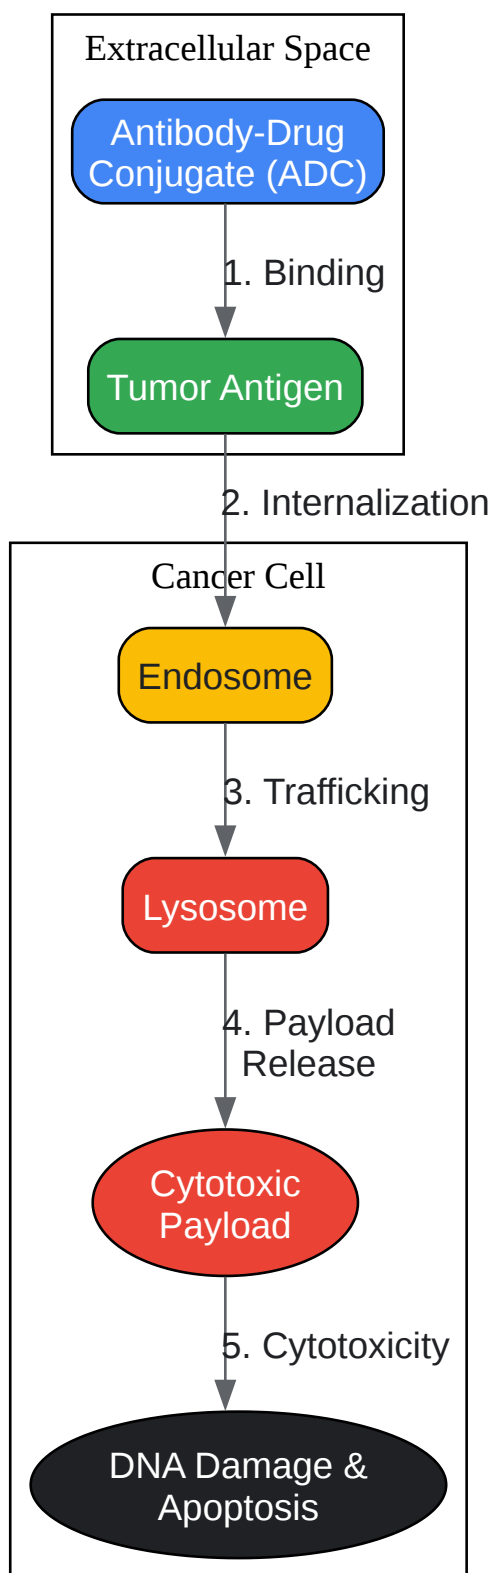 Extracellular Space
Antibody-Drug
Conjugate (ADC)
1. Binding
Tumor Antigen
2. Internalization
Cancer Cell
Endosome
3. Trafficking
Lysosome
4. Payload
Release
Cytotoxic
Payload
5. Cytotoxicity
DNA Damage &
Apoptosis